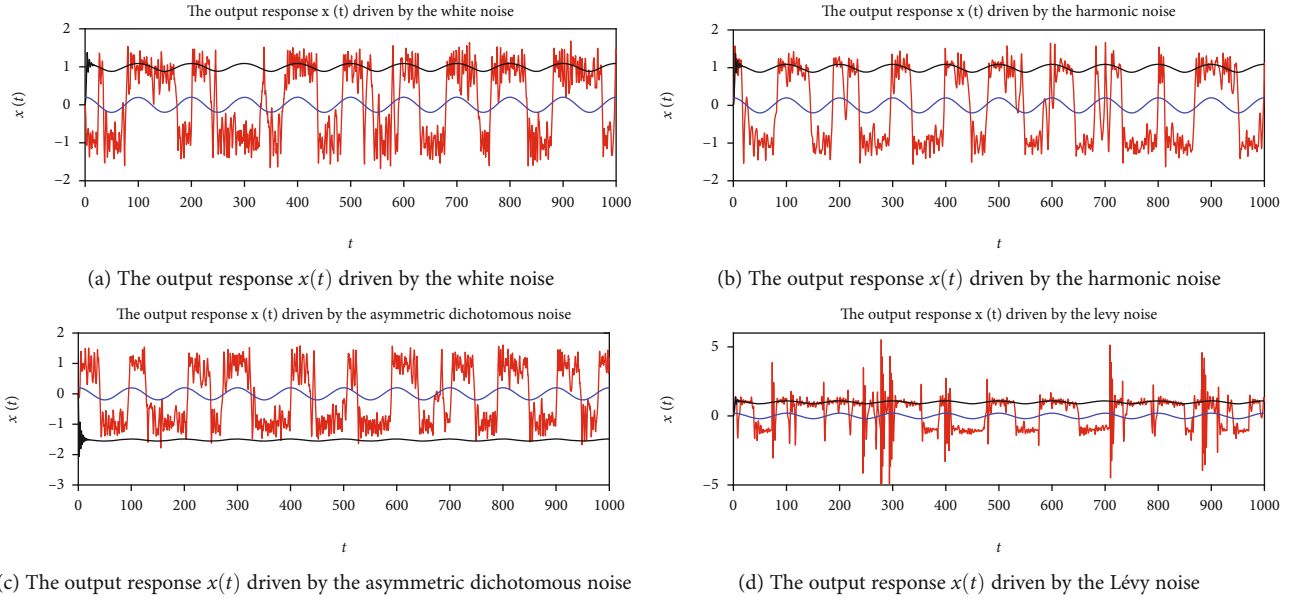 The output response x (t) driven by the white noise
2
1
0
−1
−2
x (t)
0 100 200 300 400 500 600 700 800 900 1000
t
(a) The output response x(t) driven by the white noise
The output response x (t) driven by the harmonic noise
2
1
0
−1
−2
x (t)
0 100 200 300 400 500 600 700 800 900 1000
t
(b) The output response x(t) driven by the harmonic noise
The output response x (t) driven by the asymmetric dichotomous noise
2
1
0
−1
−2
−3
x (t)
0 100 200 300 400 500 600 700 800 900 1000
t
(c) The output response x(t) driven by the asymmetric dichotomous noise
The output response x (t) driven by the levy noise
5
0
−5
x (t)
0 100 200 300 400 500 600 700 800 900 1000
t
(d) The output response x(t) driven by the Lévy noise